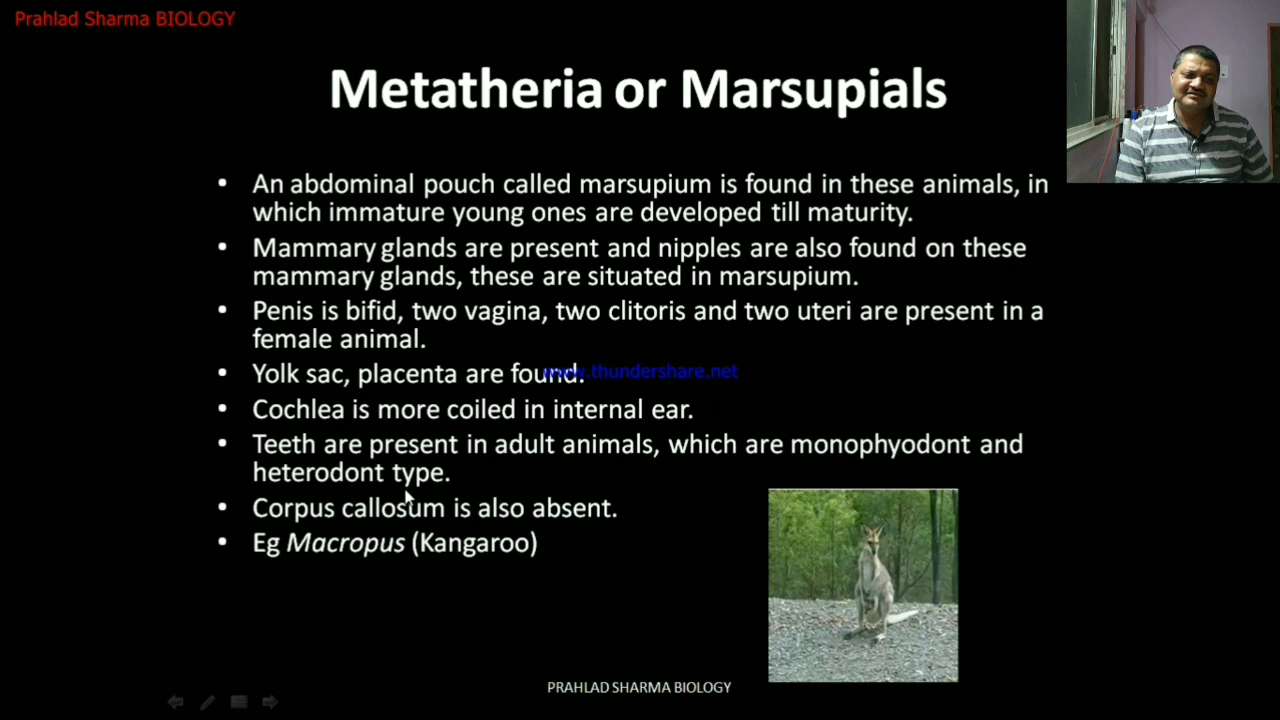 Prahlad Sharma BIOLOGY
Metatheria or Marsupials
• An abdominal pouch called marsupium is found in these animals, in
which immature young ones are developed till maturity.
• Mammary glands are present and nipples are also found on these
mammary glands, these are situated in marsupium.
• Penis is bifid, two vagina, two clitoris and two uteri are present in a
female animal.
• Yolk sac, placenta are found.
www.thundershare.net
• Cochlea is more coiled in internal ear.
• Teeth are present in adult animals, which are monophyodont and
heterodont type.
• Corpus callosum is also absent.
• Eg Macropus (Kangaroo)
PRAHLAD SHARMA BIOLOGY